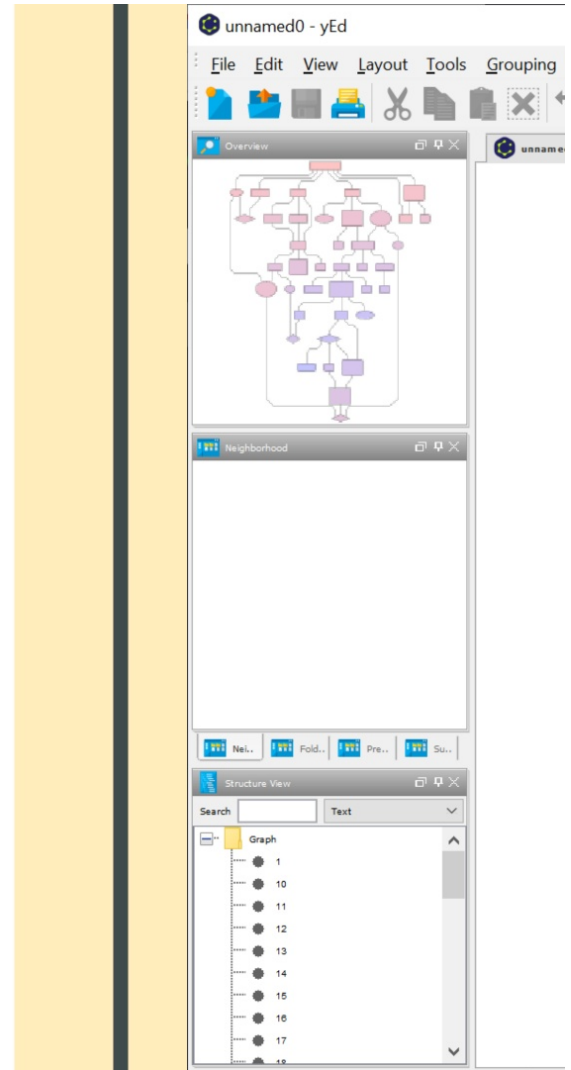 unnamed0 - yEd
File Edit View Layout Tools Grouping
Overview
Neighborhood
Nei.. Fold.. Pre.. Su..
Structure View
Search Text
Graph
1
10
11
12
13
14
15
16
17
18